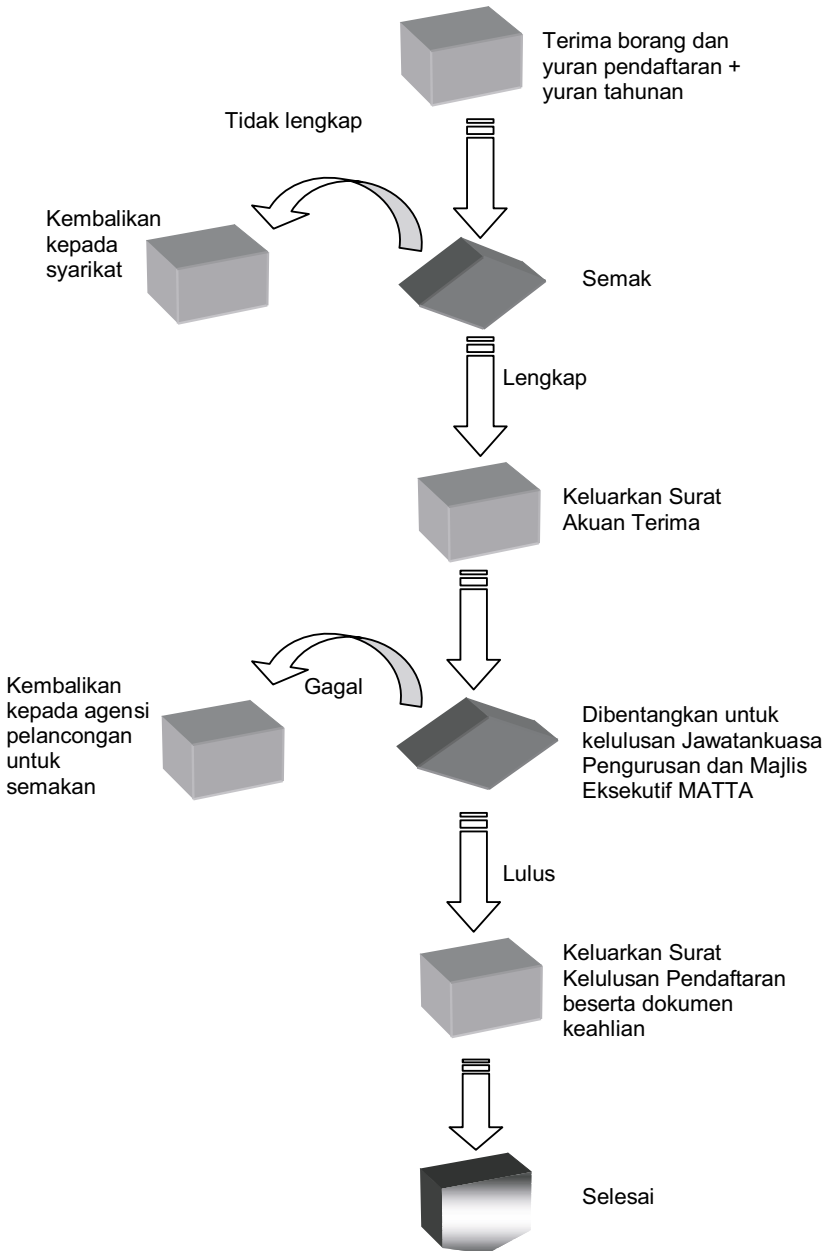 Terima borang dan
yuran pendaftaran +
yuran tahunan
Tidak lengkap
Kembalikan
kepada
syarikat
Semak
Lengkap
Keluarkan Surat
Akuan Terima
Gagal
Kembalikan
kepada agensi
pelancongan
untuk
semakan
Dibentangkan untuk
kelulusan Jawatankuasa
Pengurusan dan Majlis
Eksekutif MATTA
Lulus
Keluarkan Surat
Kelulusan Pendaftaran
beserta dokumen
keahlian
Selesai